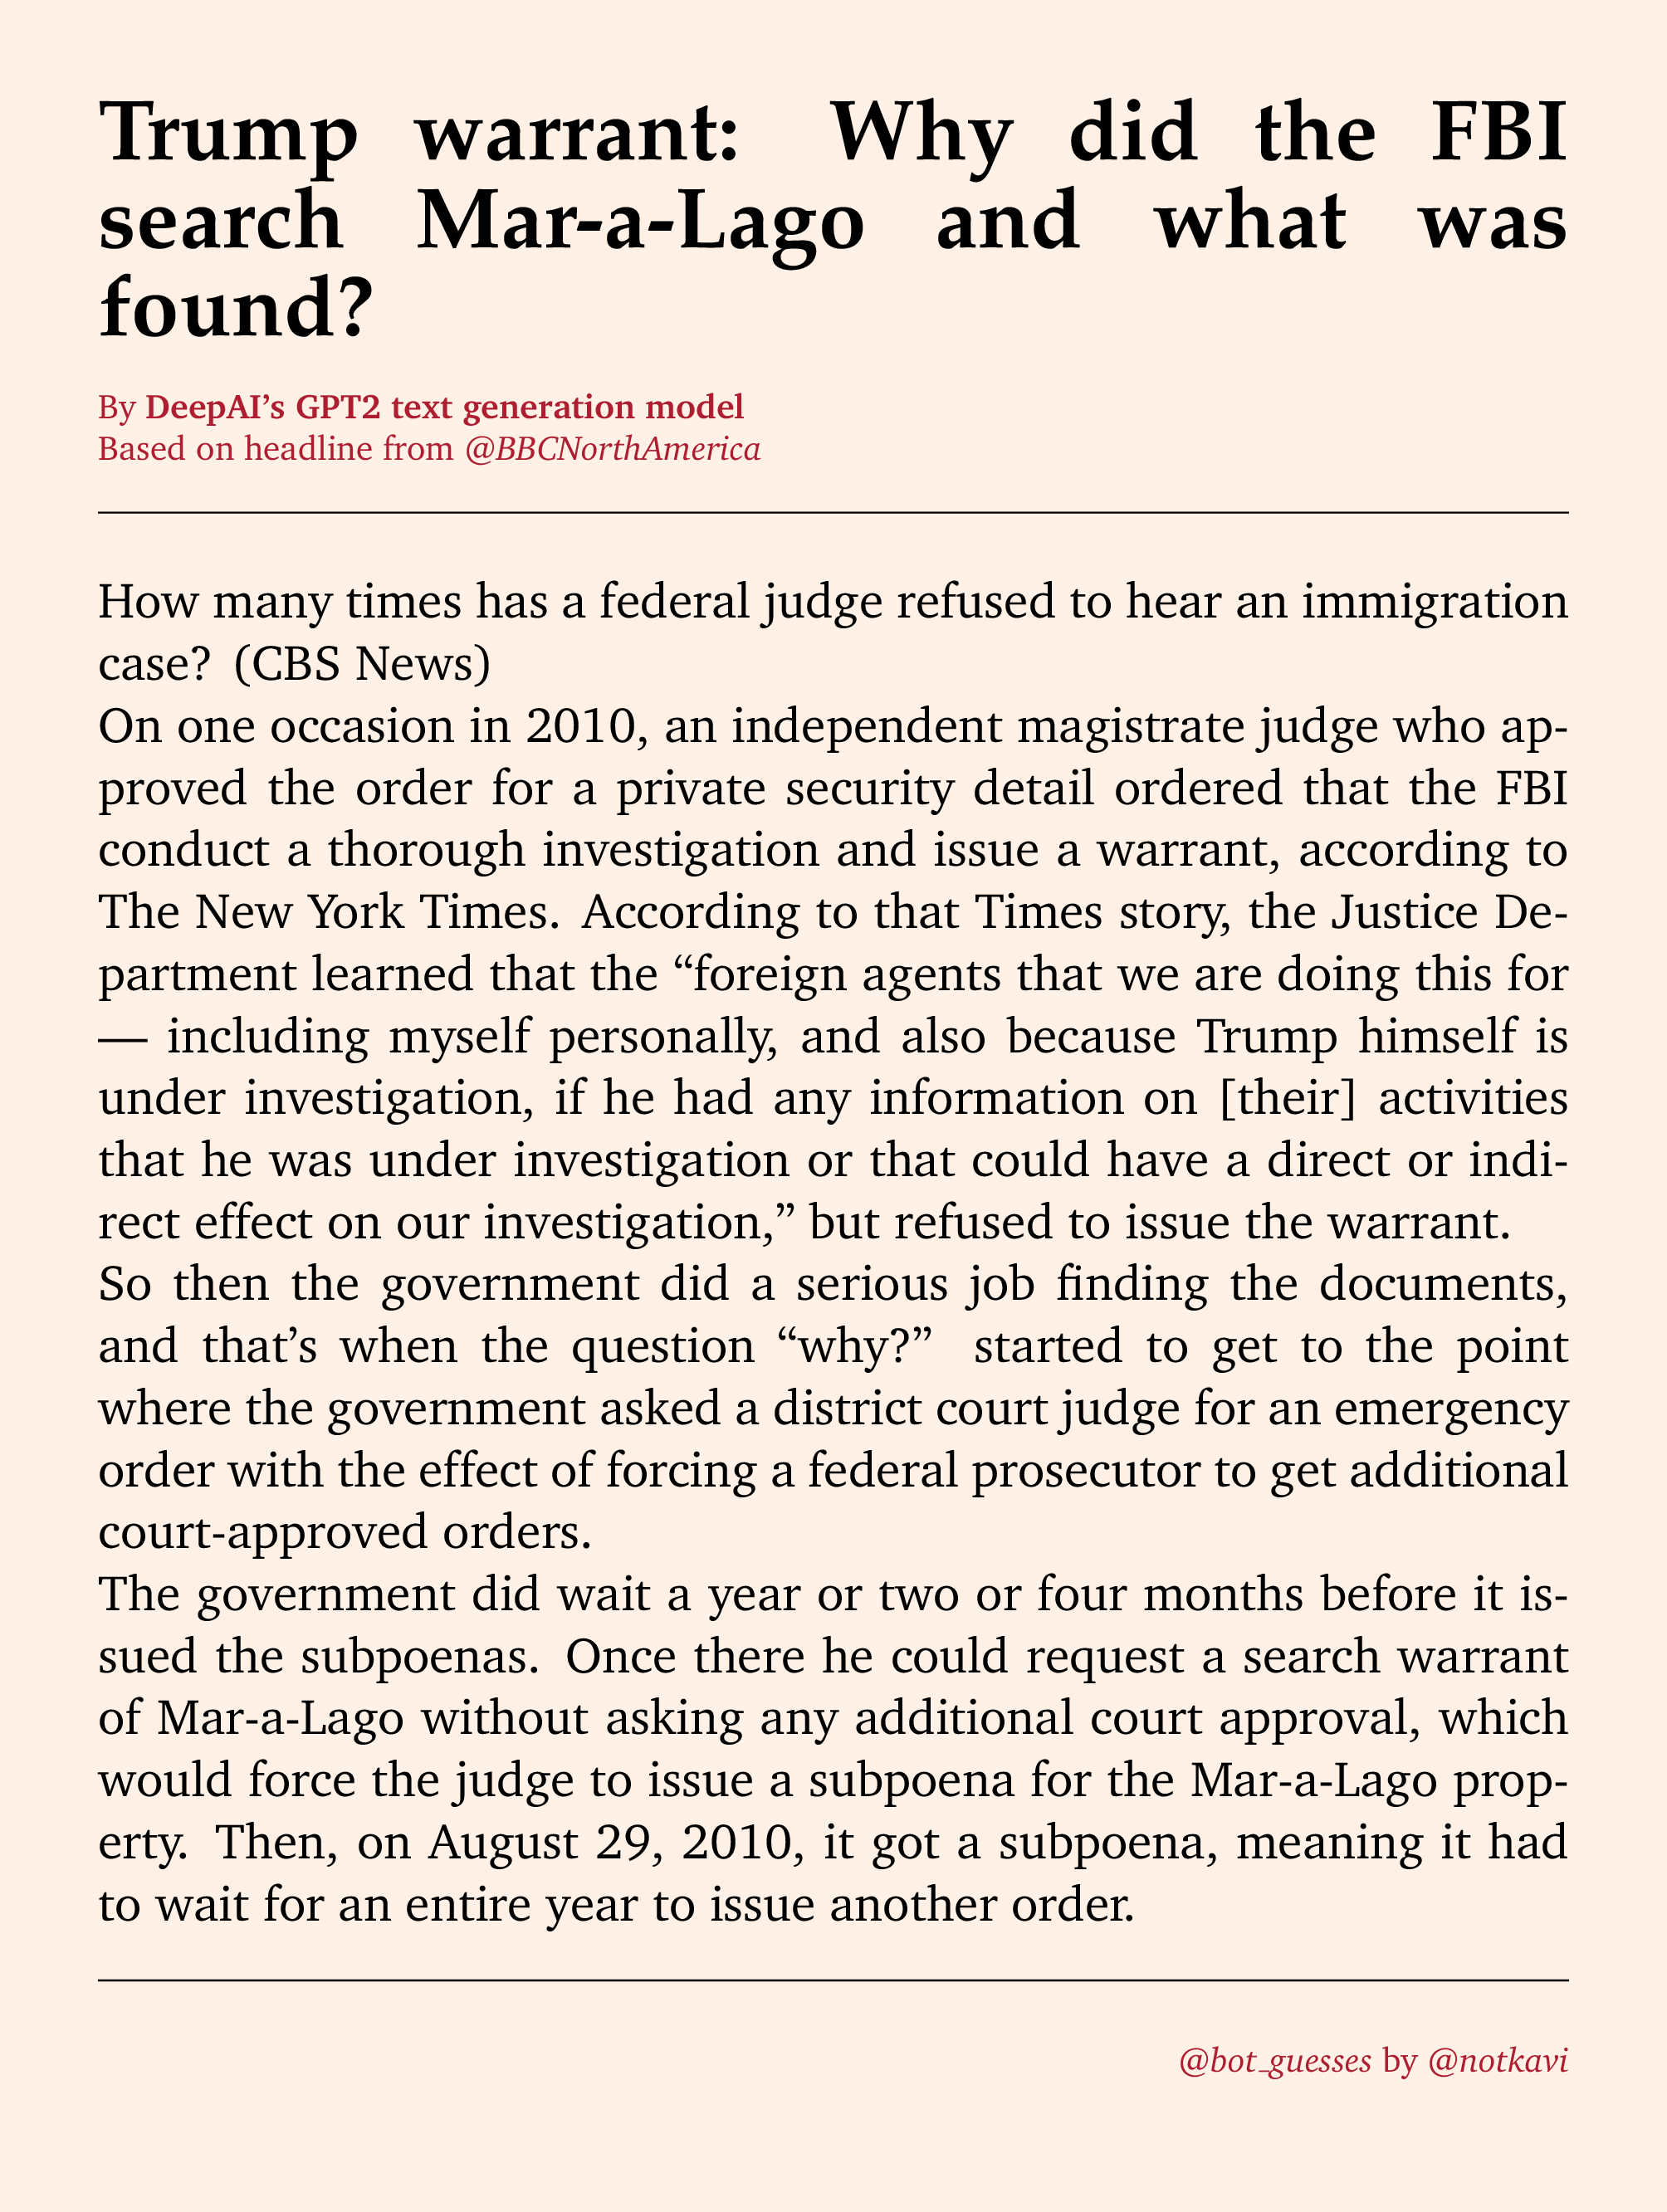 Trump warrant: Why did the FBI
search Mar-a-Lago and what was
found?
By DeepAI's GPT2 text generation model
Based on headline from @BBCNorthAmerica
How many times has a federal judge refused to hear an immigration
case? (CBS News)
On one occasion in 2010, an independent magistrate judge who ap-
proved the order for a private security detail ordered that the FBI
conduct a thorough investigation and issue a warrant, according to
The New York Times. According to that Times story, the Justice De-
partment learned that the “foreign agents that we are doing this for
— including myself personally, and also because Trump himself is
under investigation, if he had any information on [their] activities
that he was under investigation or that could have a direct or indi-
rect effect on our investigation,” but refused to issue the warrant.
So then the government did a serious job finding the documents,
and that’s when the question “why?” started to get to the point
where the government asked a district court judge for an emergency
order with the effect of forcing a federal prosecutor to get additional
court-approved orders.
The government did wait a year or two or four months before it is-
sued the subpoenas. Once there he could request a search warrant
of Mar-a-Lago without asking any additional court approval, which
would force the judge to issue a subpoena for the Mar-a-Lago prop-
erty. Then, on August 29, 2010, it got a subpoena, meaning it had
to wait for an entire year to issue another order.
@bot_guesses by @notkavi